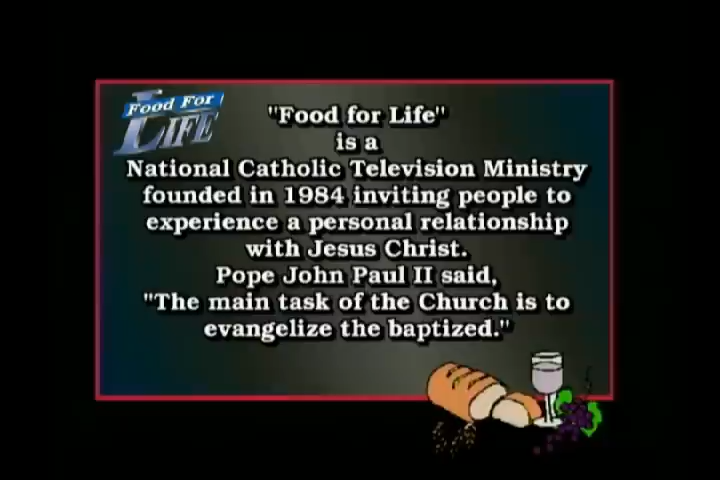 Food For
LIFE
"Food for Life"
is a
National Catholic Television Ministry
founded in 1984 inviting people to
experience a personal relationship
with Jesus Christ.
Pope John Paul II said,
"The main task of the Church is to
evangelize the baptized."